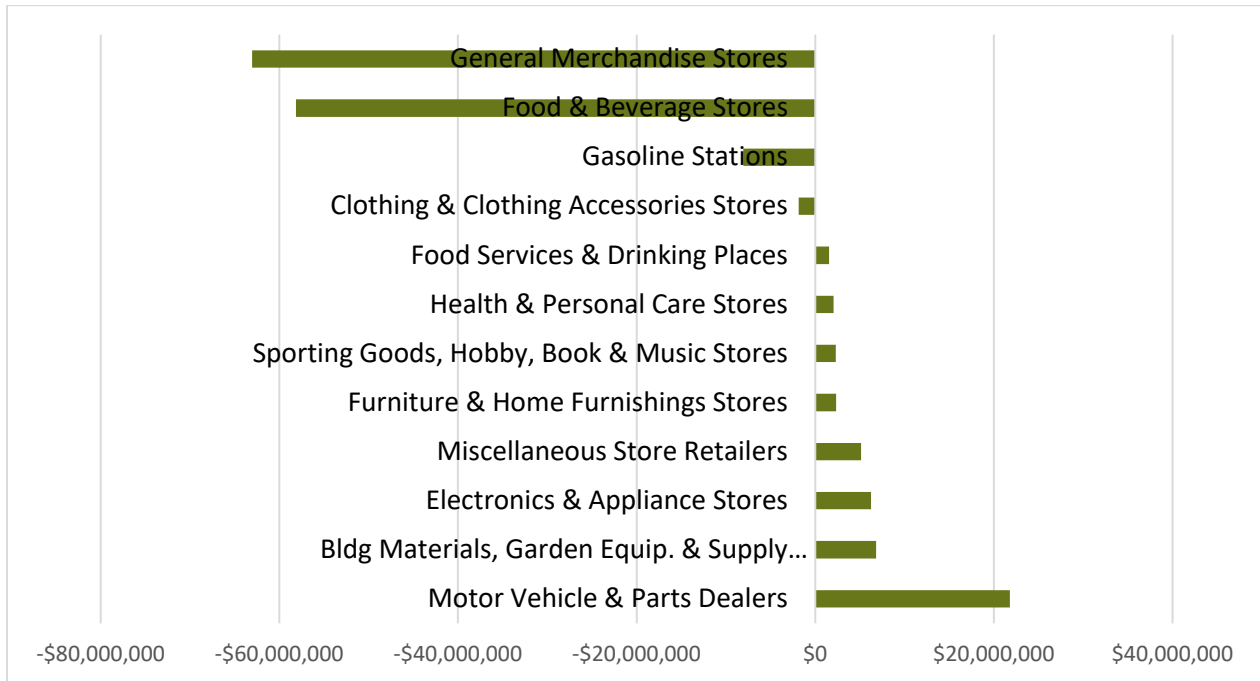 General Merchandise Stores
Food & Beverage Stores
Gasoline Stations
Clothing & Clothing Accessories Stores
Food Services & Drinking Places
Health & Personal Care Stores
Sporting Goods, Hobby, Book & Music Stores
Furniture & Home Furnishings Stores
Miscellaneous Store Retailers
Electronics & Appliance Stores
Bldg Materials, Garden Equip. & Supply...
Motor Vehicle & Parts Dealers
-$80,000,000 -$60,000,000 -$40,000,000 -$20,000,000 $0 $20,000,000 $40,000,000